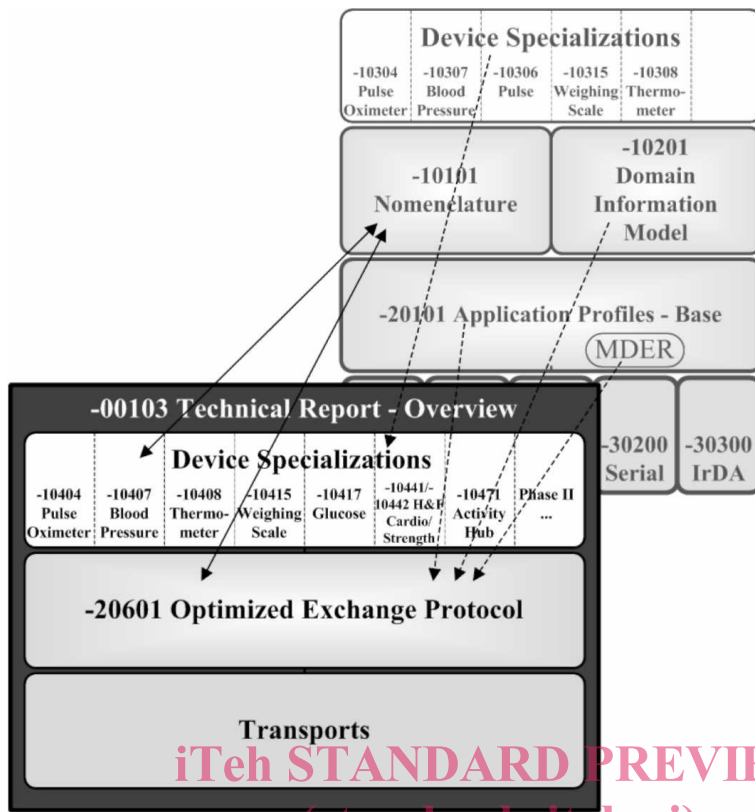 Device Specializations
-10304 Pulse Oximeter
-10307 Blood Pressure
-10306 Pulse
-10315 Weighing Scale
-10308 Thermo- meter
-10101 Nomenclature
-10201 Domain Information Model
-20101 Application Profiles - Base
MDER
-30200 Serial
-30300 IrDA
-00103 Technical Report - Overview
Device Specializations
-10404 Pulse Oximeter
-10407 Blood Pressure
-10408 Thermo- meter
-10415 Weighing Scale
-10417 Glucose
-10441/- 10442 H&F Cardio/ Strength
-10471 Activity Hub
Phase II ...
-20601 Optimized Exchange Protocol
Transports
iTeh STANDARD PREVIE